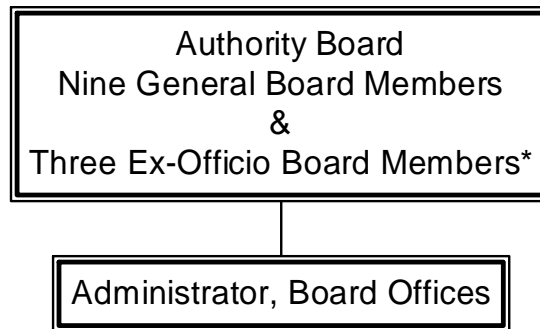 Authority Board
Nine General Board Members
&
Three Ex-Officio Board Members*
Administrator, Board Offices